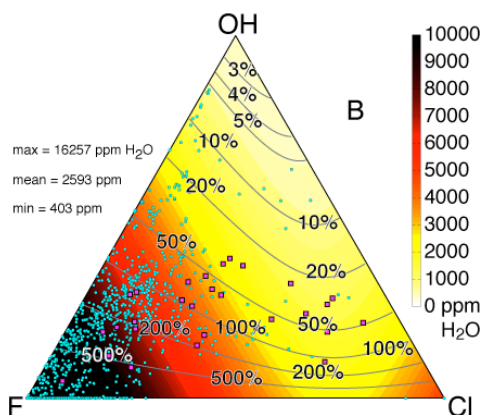 OH
B
3%
4%
5%
10%
20%
50%
200%
500%
10%
20%
50%
100%
100%
200%
500%
max = 16257 ppm H₂O
mean = 2593 ppm
min = 403 ppm
10000
9000
8000
7000
6000
5000
4000
3000
2000
1000
0 ppm
H₂O
F
Cl